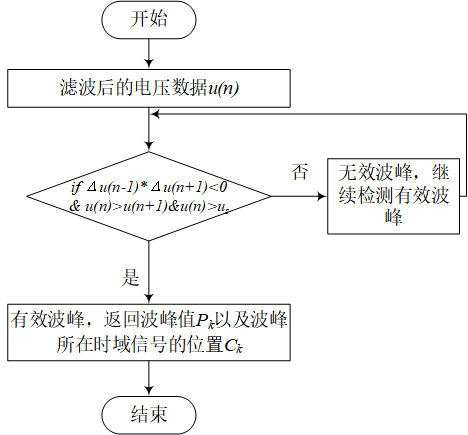 开始
滤波后的电压数据u(n)
if Δu(n-1)*Δu(n+1)<0
& u(n)>u(n+1)&u(n)>u_z
否
无效波峰，继
续检测有效波
峰
是
有效波峰，返回波峰值P_k以及波峰
所在时域信号的位置C_k
结束